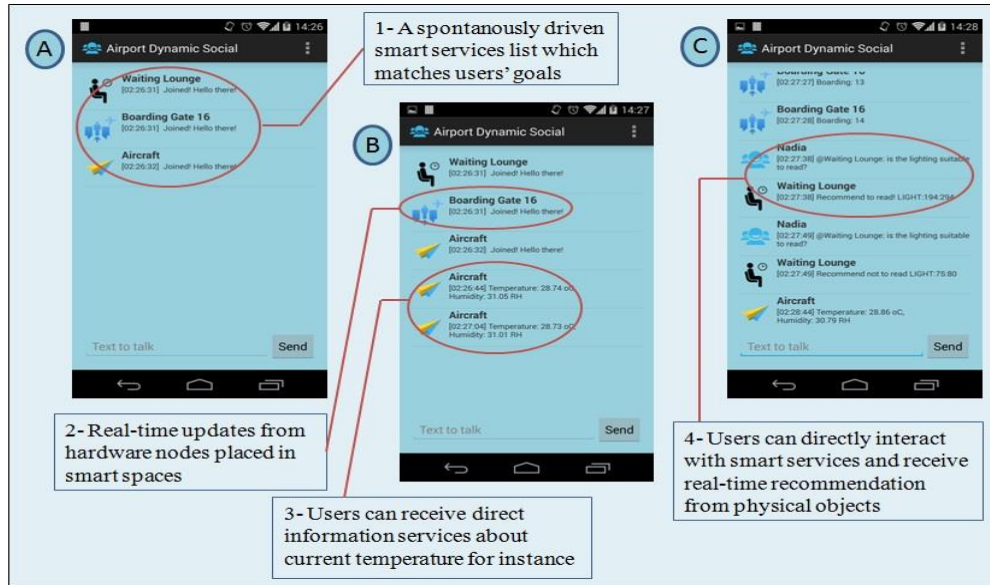 A
14:26
Airport Dynamic Social
Waiting Lounge
[02:26:31] Joined! Hello there!
Boarding Gate 16
[02:26:31] Joined! Hello there!
Aircraft
[02:26:32] Joined! Hello there!
Text to talk
Send
1- A spontanously driven
smart services list which
matches users' goals
B
14:27
Airport Dynamic Social
Waiting Lounge
[02:26:31] Joined! Hello there!
Boarding Gate 16
[02:26:31] Joined! Hello there!
Aircraft
[02:26:32] Joined! Hello there!
Aircraft
[02:26:44] Temperature: 28.74 oC,
Humidity: 31.05 RH
Aircraft
[02:27:04] Temperature: 28.73 oC,
Humidity: 31.01 RH
Text to talk
Send
C
14:28
Airport Dynamic Social
Boarding Gate 16
[02:27:27] Boarding: 13
Boarding Gate 16
[02:27:28] Boarding: 14
Nadia
[02:27:38] @Waiting Lounge: is the lighting suitable
to read?
Waiting Lounge
[02:27:38] Recommend to read! LIGHT:194:294
Nadia
[02:27:49] @Waiting Lounge: is the lighting suitable
to read?
Waiting Lounge
[02:27:49] Recommend not to read LIGHT:75:80
Aircraft
[02:28:44] Temperature: 28.86 oC,
Humidity: 30.79 RH
Text to talk
Send
2- Real-time updates from
hardware nodes placed in
smart spaces
3- Users can receive direct
information services about
current temperature for instance
4- Users can directly interact
with smart services and receive
real-time recommendation
from physical objects